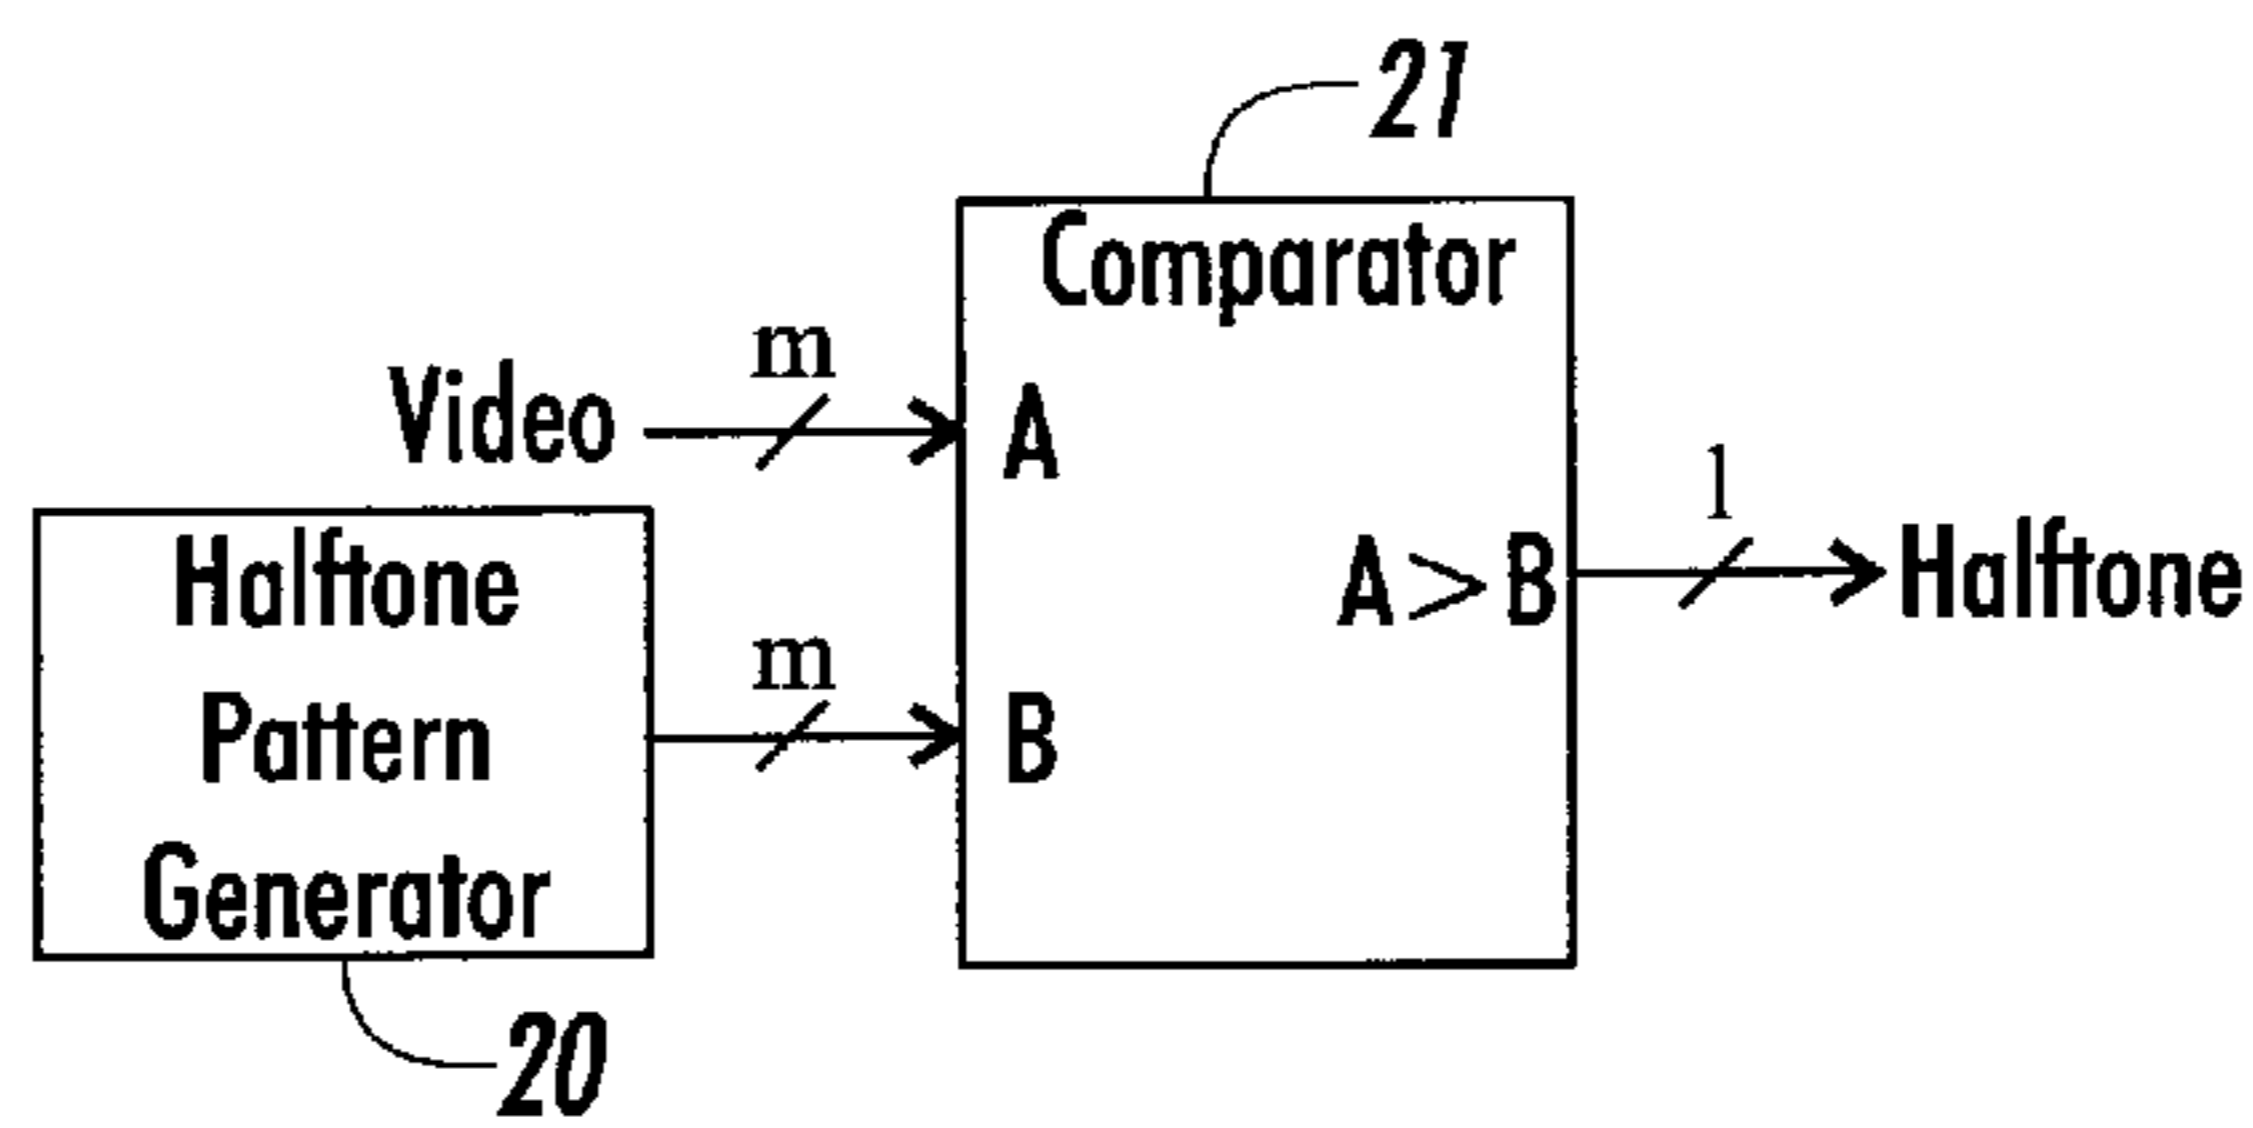 21
Comparator
m
Video
A
1
A>B
Halftone
Halftone
Pattern
Generator
m
B
20